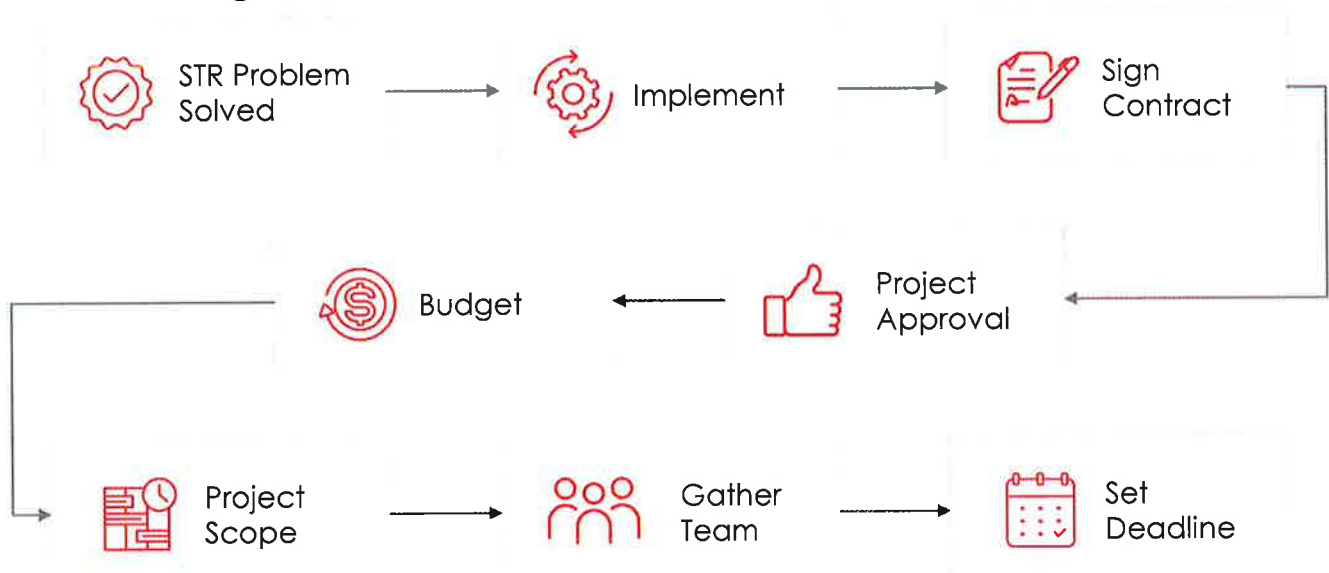 STR Problem
Solved
Implement
Sign
Contract
Project
Approval
Budget
Project
Scope
Gather
Team
Set
Deadline